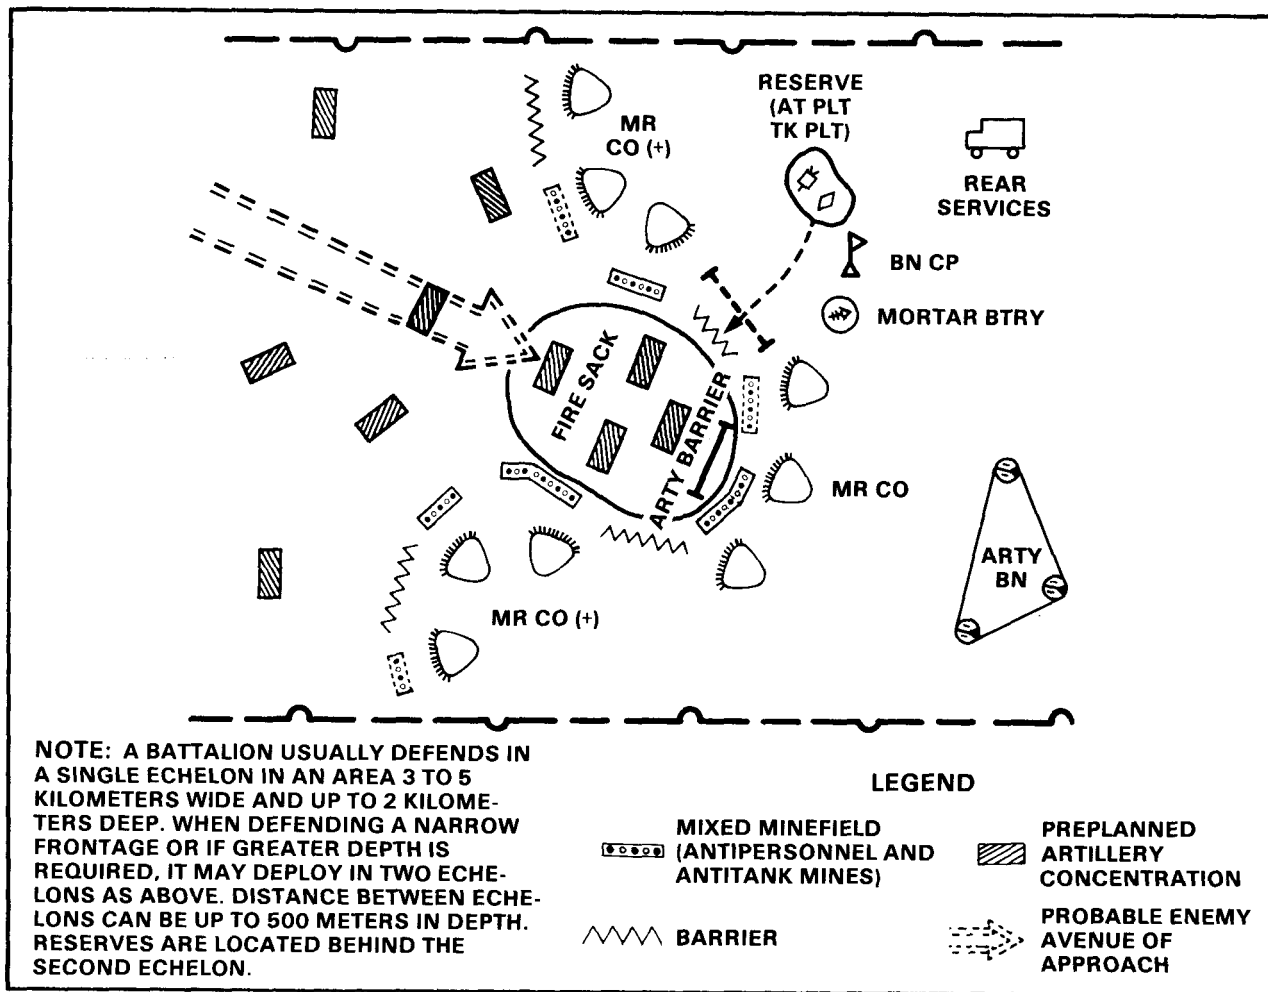 RESERVE
(AT PLT
TK PLT)
MR
CO (+)
REAR
SERVICES
BN CP
MORTAR BTRY
FIRE SACK
ARTY BARRIER
MR CO
ARTY
BN
MR CO (+)
NOTE: A BATTALION USUALLY DEFENDS IN
A SINGLE ECHELON IN AN AREA 3 TO 5
KILOMETERS WIDE AND UP TO 2 KILOME-
TERS DEEP. WHEN DEFENDING A NARROW
FRONTAGE OR IF GREATER DEPTH IS
REQUIRED, IT MAY DEPLOY IN TWO ECHE-
LONS AS ABOVE. DISTANCE BETWEEN ECHE-
LONS CAN BE UP TO 500 METERS IN DEPTH.
RESERVES ARE LOCATED BEHIND THE
SECOND ECHELON.
LEGEND
MIXED MINEFIELD
(ANTIPERSONNEL AND
ANTITANK MINES)
PREPLANNED
ARTILLERY
CONCENTRATION
BARRIER
PROBABLE ENEMY
AVENUE OF
APPROACH